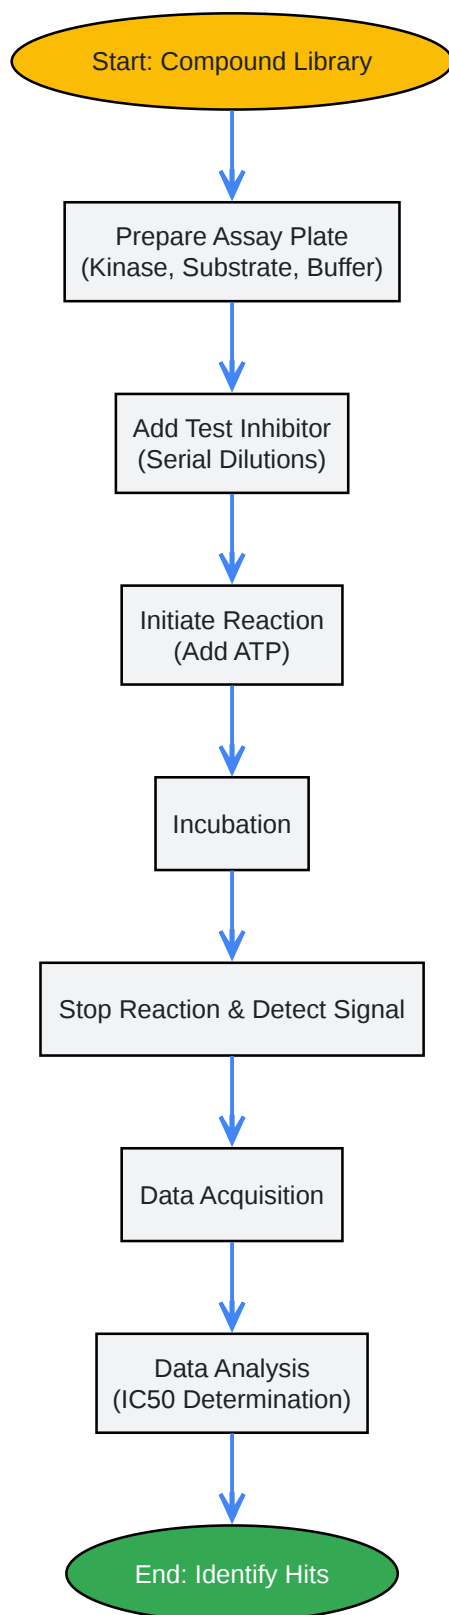 Start: Compound Library
Prepare Assay Plate
(Kinase, Substrate, Buffer)
Add Test Inhibitor
(Serial Dilutions)
Initiate Reaction
(Add ATP)
Incubation
Stop Reaction & Detect Signal
Data Acquisition
Data Analysis
(IC50 Determination)
End: Identify Hits